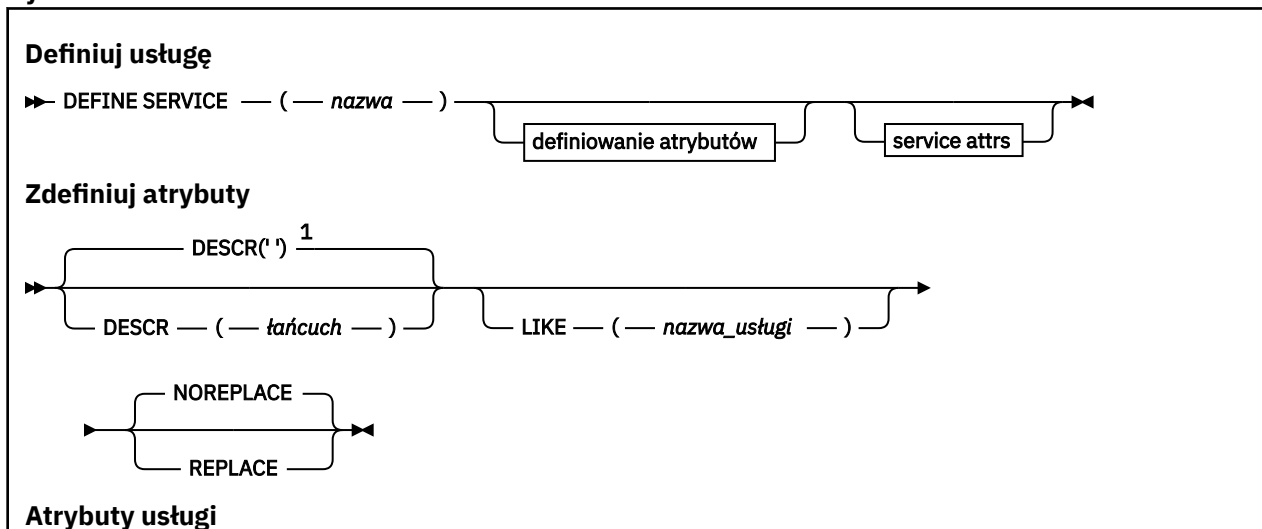 Definiuj usługę
DEFINE SERVICE ( nazwa )
definiowanie atrybutów
service attrs
Zdefiniuj atrybuty
DESCR(' ') 1
DESCR ( łańcuch )
LIKE ( nazwa_usługi )
NOREPLACE
REPLACE
Atrybuty usługi